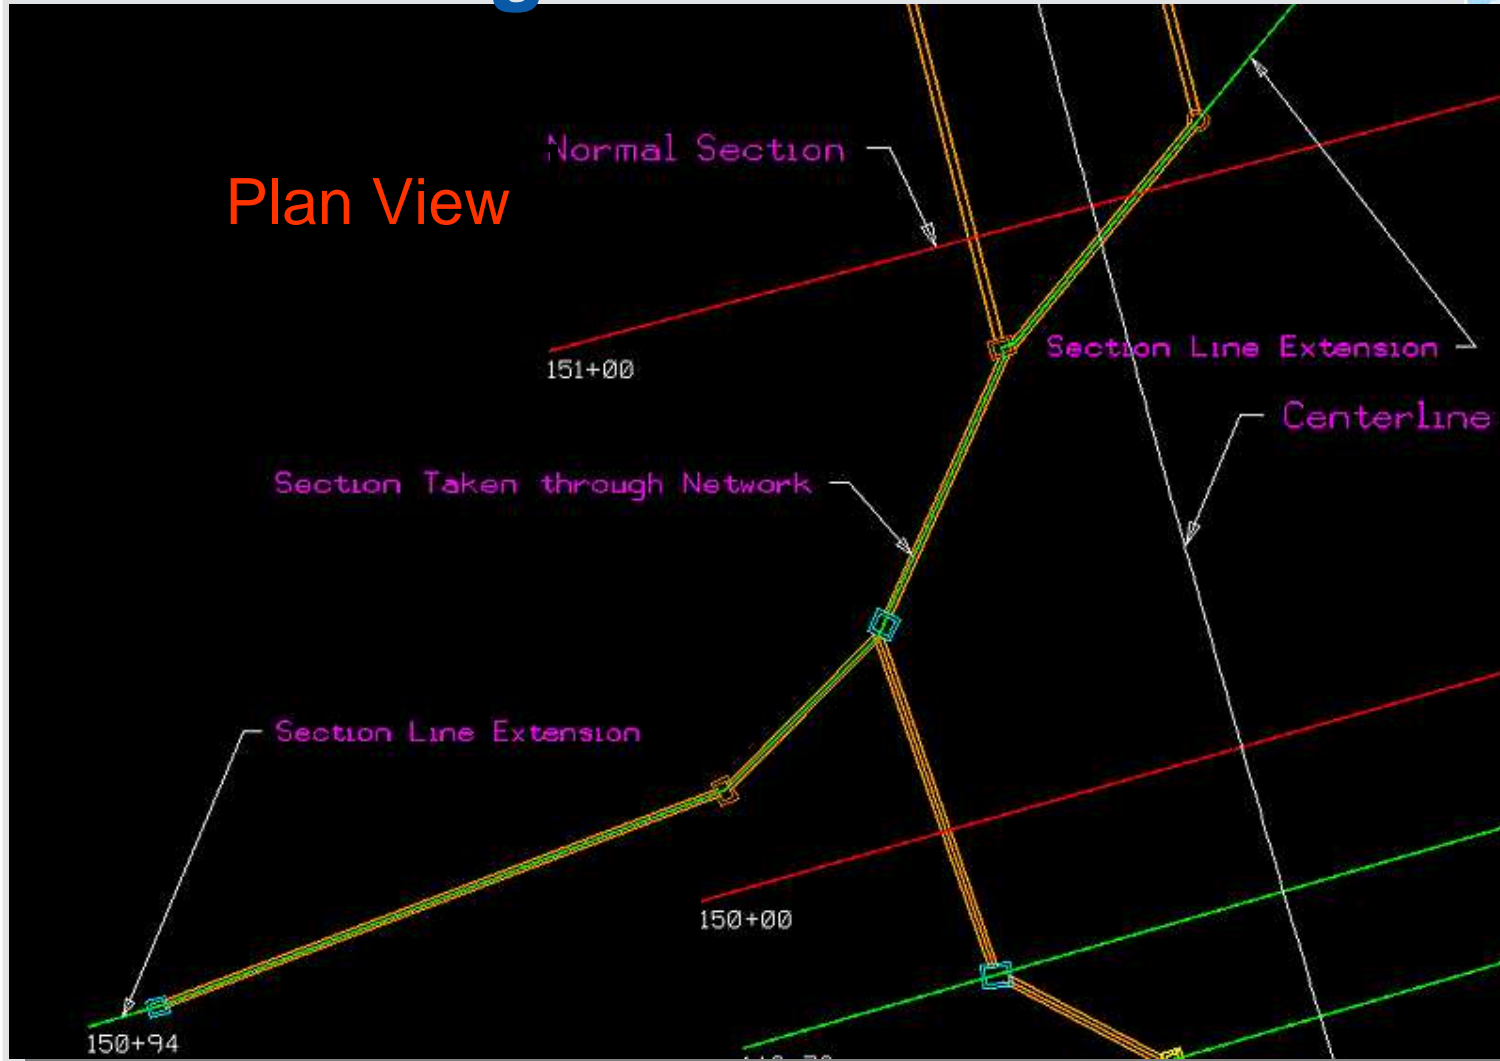 Normal Section
Plan View
Section Line Extension
151+00
Centerline
Section Taken through Network
Section Line Extension
150+00
150+94